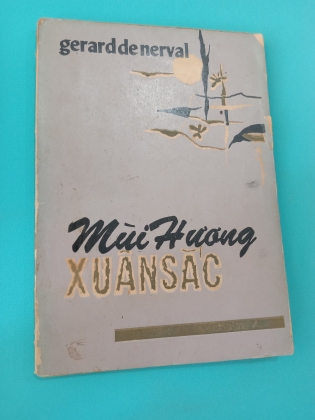 gerard de nerval
Mùi Hương
XUÂN SẮC